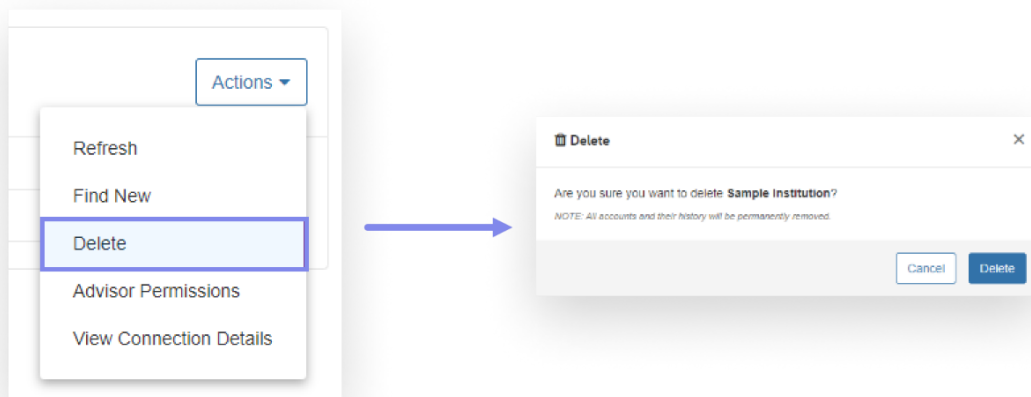 Actions
Refresh
Find New
Delete
Advisor Permissions
View Connection Details
Delete
Are you sure you want to delete Sample Institution?
NOTE: All accounts and their history will be permanently removed.
Cancel
Delete